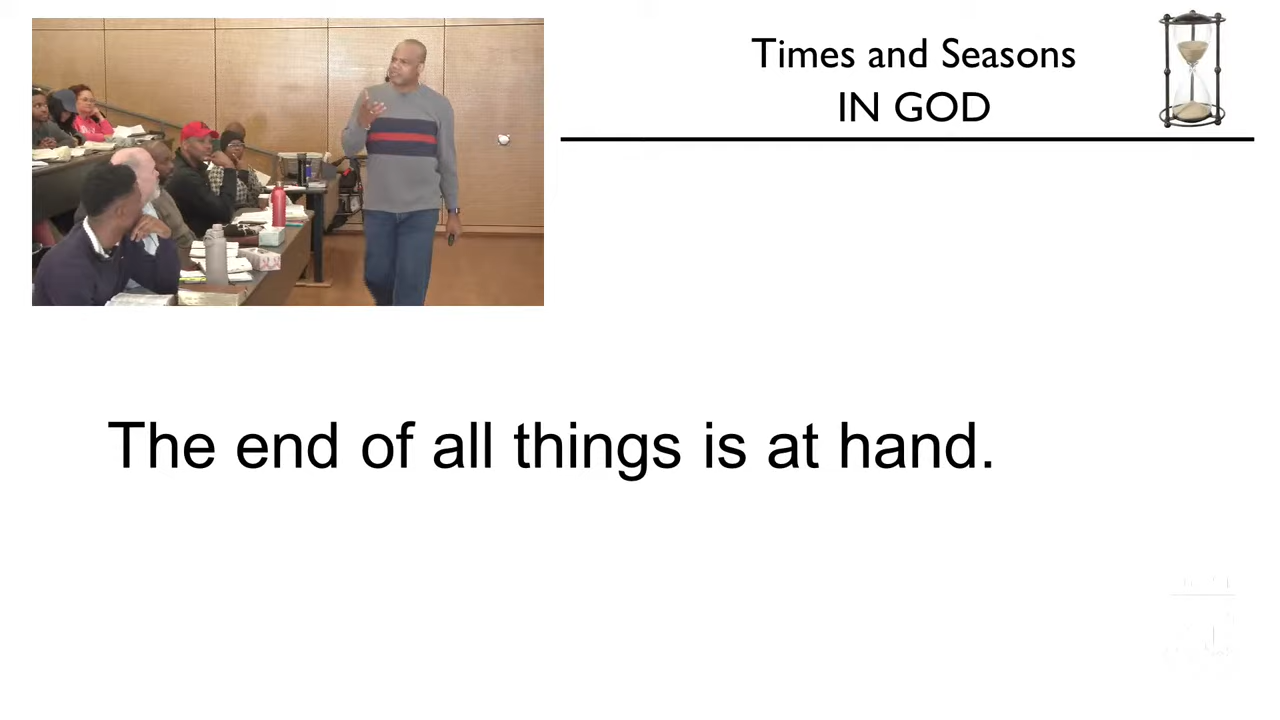 Times and Seasons
IN GOD
The end of all things is at hand.